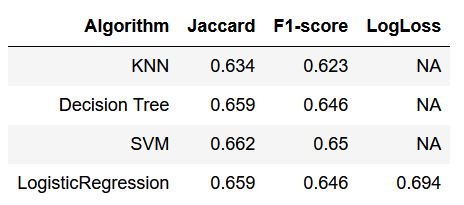 Algorithm Jaccard F1-score LogLoss
KNN 0.634 0.623 NA
Decision Tree 0.659 0.646 NA
SVM 0.662 0.65 NA
LogisticRegression 0.659 0.646 0.694